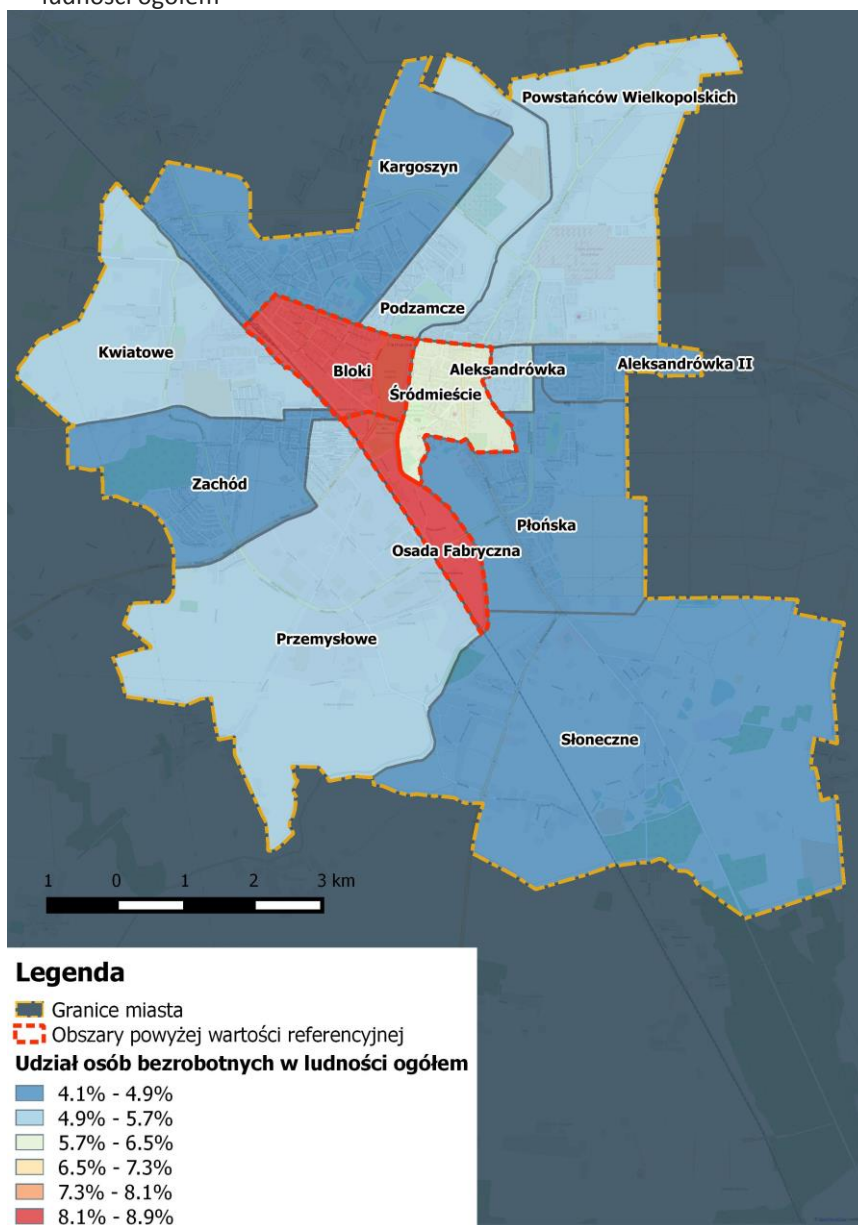 ludności ogółem
Powstańców Wielkopolskich
Kargoszyn
Podzamcze
Kwiatowe
Bloki
Aleksandrówka
Aleksandrówka II
Śródmieście
Zachód
Płońska
Osada Fabryczna
Przemysłowe
Słoneczne
1 0 1 2 3 km
Legenda
Granice miasta
Obszary powyżej wartości referencyjnej
Udział osób bezrobotnych w ludności ogółem
4.1% - 4.9%
4.9% - 5.7%
5.7% - 6.5%
6.5% - 7.3%
7.3% - 8.1%
8.1% - 8.9%